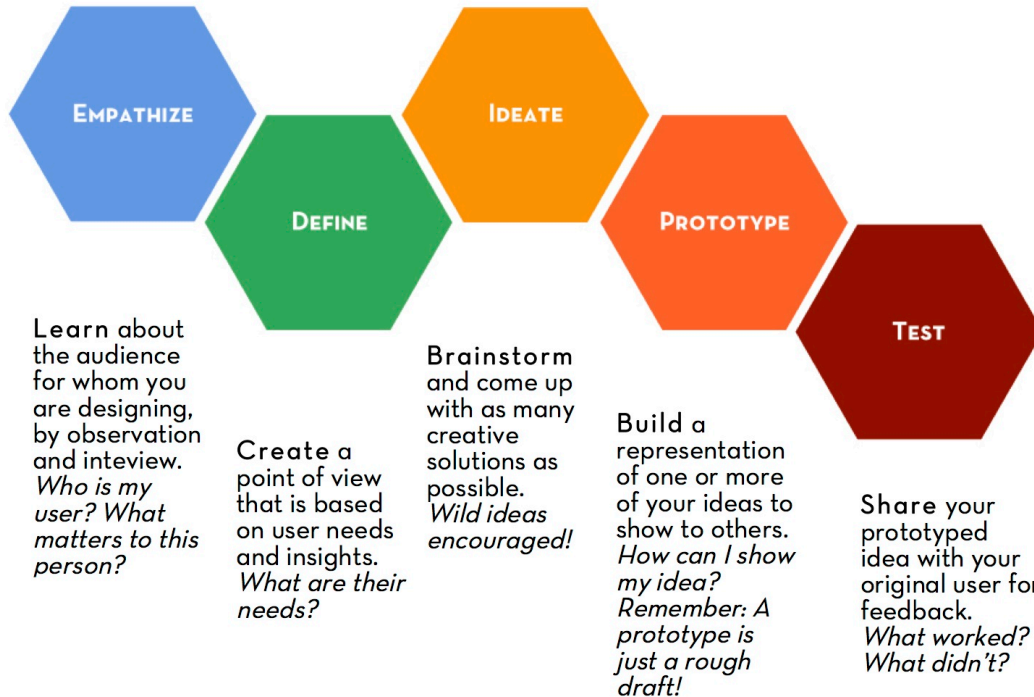 EMPATHIZE
Learn about
the audience
for whom you
are designing,
by observation
and inteview.
Who is my
user? What
matters to this
person?
DEFINE
Create a
point of view
that is based
on user needs
and insights.
What are their
needs?
IDEATE
Brainstorm
and come up
with as many
creative
solutions as
possible.
Wild ideas
encouraged!
PROTOTYPE
Build a
representation
of one or more
of your ideas to
show to others.
How can I show
my idea?
Remember: A
prototype is
just a rough
draft!
TEST
Share your
prototyped
idea with your
original user for
feedback.
What worked?
What didn't?